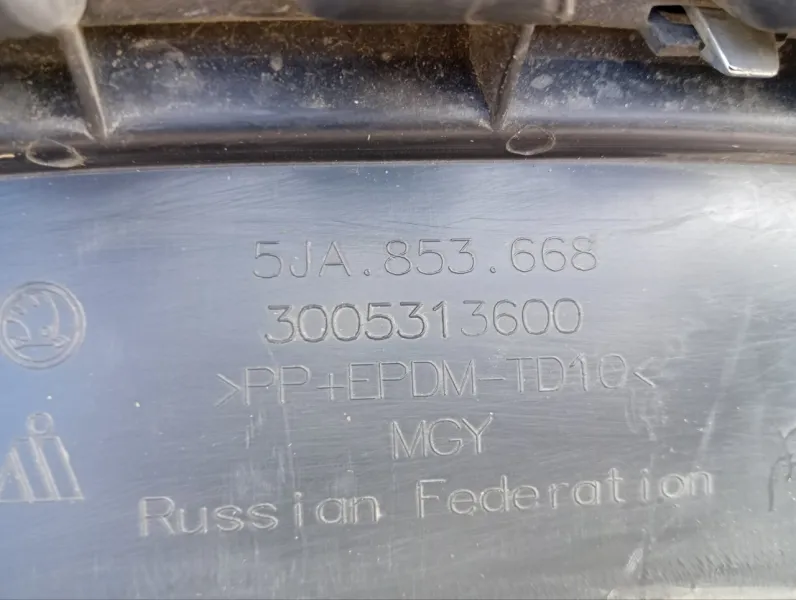 5JA.853.668
3005313600
>PP+EPDM-TD10<
MGY
Russian Federation